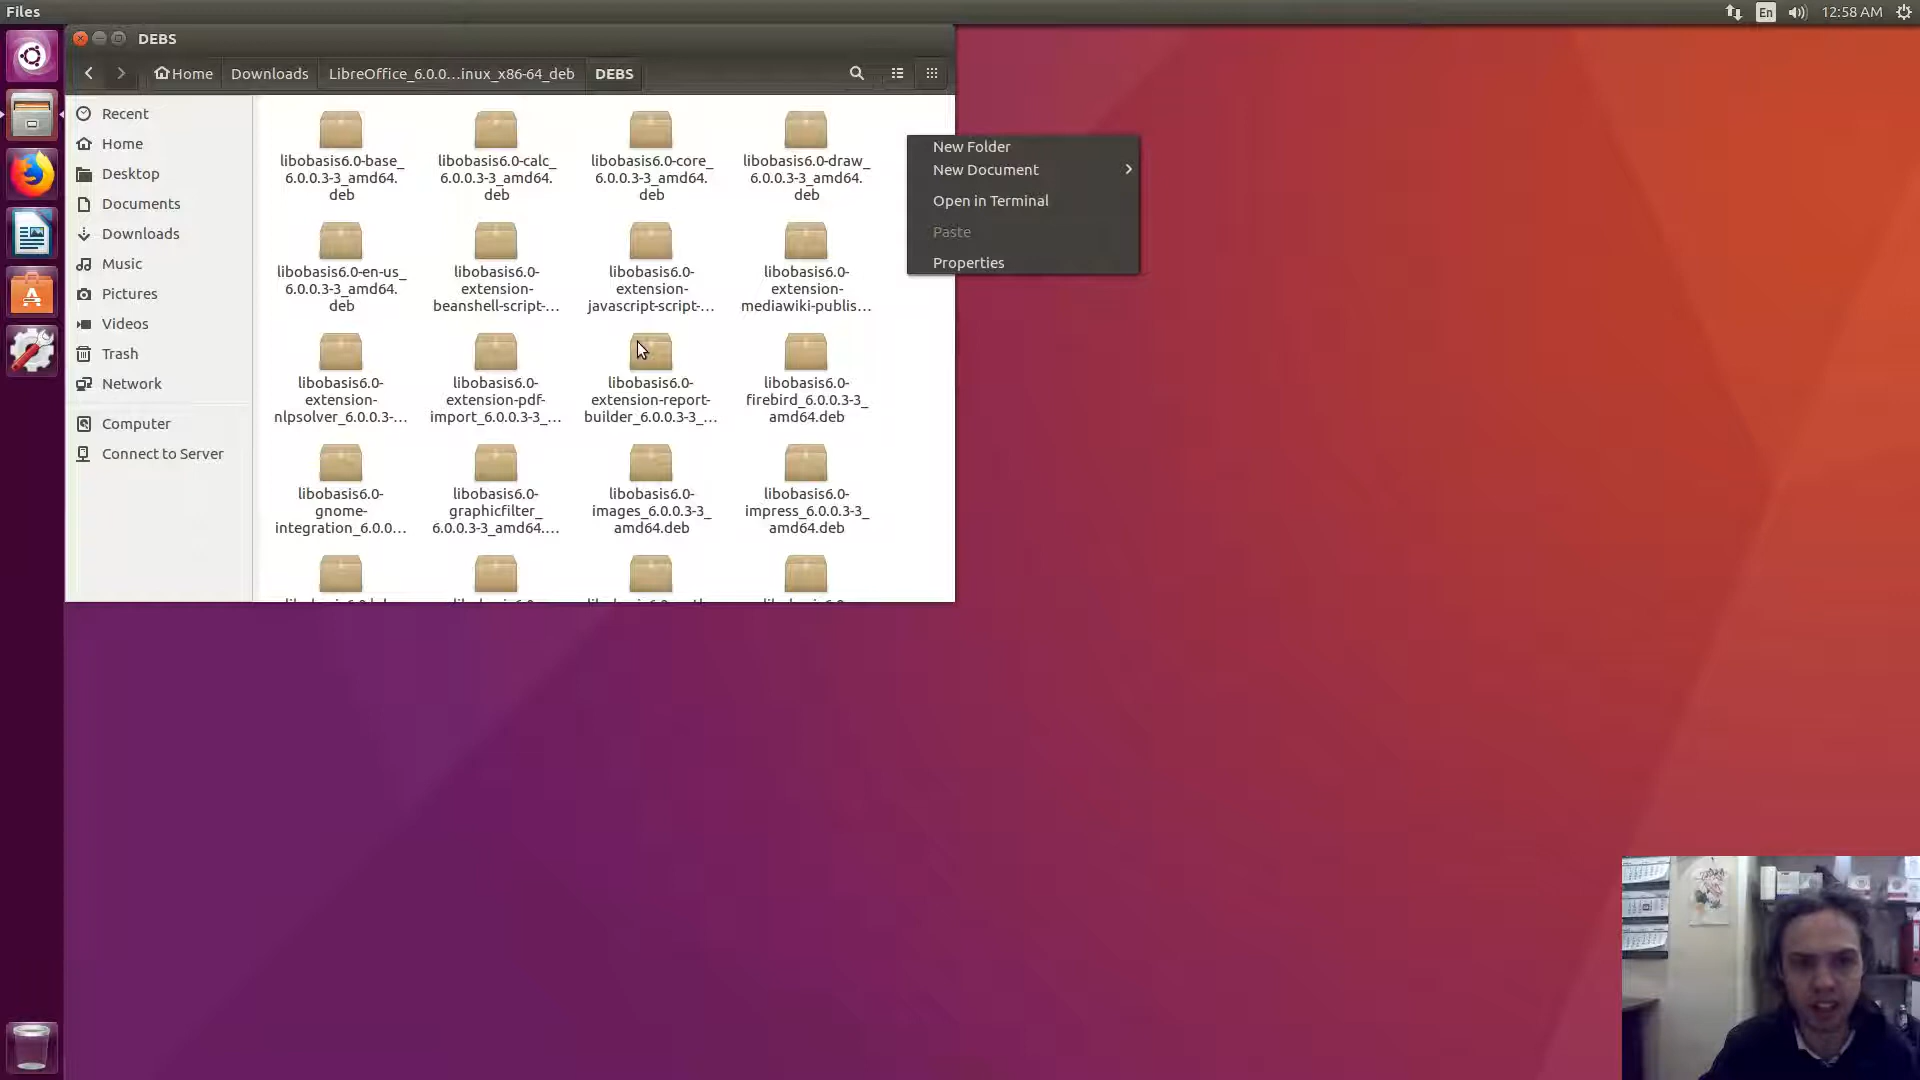 Files
En
12:58 AM
DEBS
Home
Downloads
LibreOffice_6.0.0...inux_x86-64_deb
DEBS
Recent
Home
Desktop
Documents
Downloads
Music
Pictures
Videos
Trash
Network
Computer
Connect to Server
libobasis6.0-base_
6.0.0.3-3_amd64.
deb
libobasis6.0-calc_
6.0.0.3-3_amd64.
deb
libobasis6.0-core_
6.0.0.3-3_amd64.
deb
libobasis6.0-draw_
6.0.0.3-3_amd64.
deb
libobasis6.0-en-us_
6.0.0.3-3_amd64.
deb
libobasis6.0-
extension-
beanshell-script-...
libobasis6.0-
extension-
javascript-script-...
libobasis6.0-
extension-
mediawiki-publis...
libobasis6.0-
extension-
nlpsolver_6.0.0.3-...
libobasis6.0-
extension-pdf-
import_6.0.0.3-3_...
libobasis6.0-
extension-report-
builder_6.0.0.3-3_...
libobasis6.0-
firebird_6.0.0.3-3_
amd64.deb
libobasis6.0-
gnome-
integration_6.0.0...
libobasis6.0-
graphicfilter_
6.0.0.3-3_amd64....
libobasis6.0-
images_6.0.0.3-3_
amd64.deb
libobasis6.0-
impress_6.0.0.3-3_
amd64.deb
New Folder
New Document
Open in Terminal
Paste
Properties